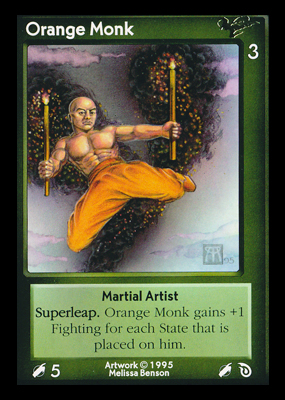 Orange Monk
3
Martial Artist
Superleap. Orange Monk gains +1
Fighting for each State that is
placed on him.
5
Artwork © 1995
Melissa Benson